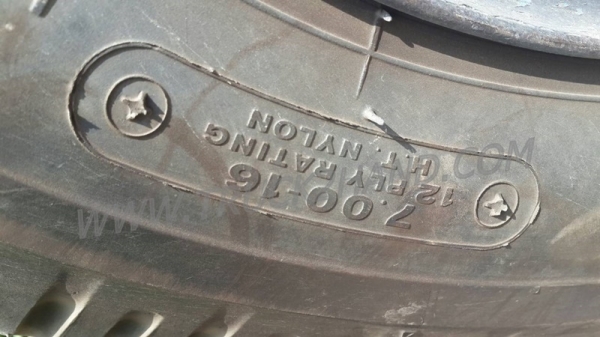 7.00-16
12 PLY RATING
H.T. NYLON